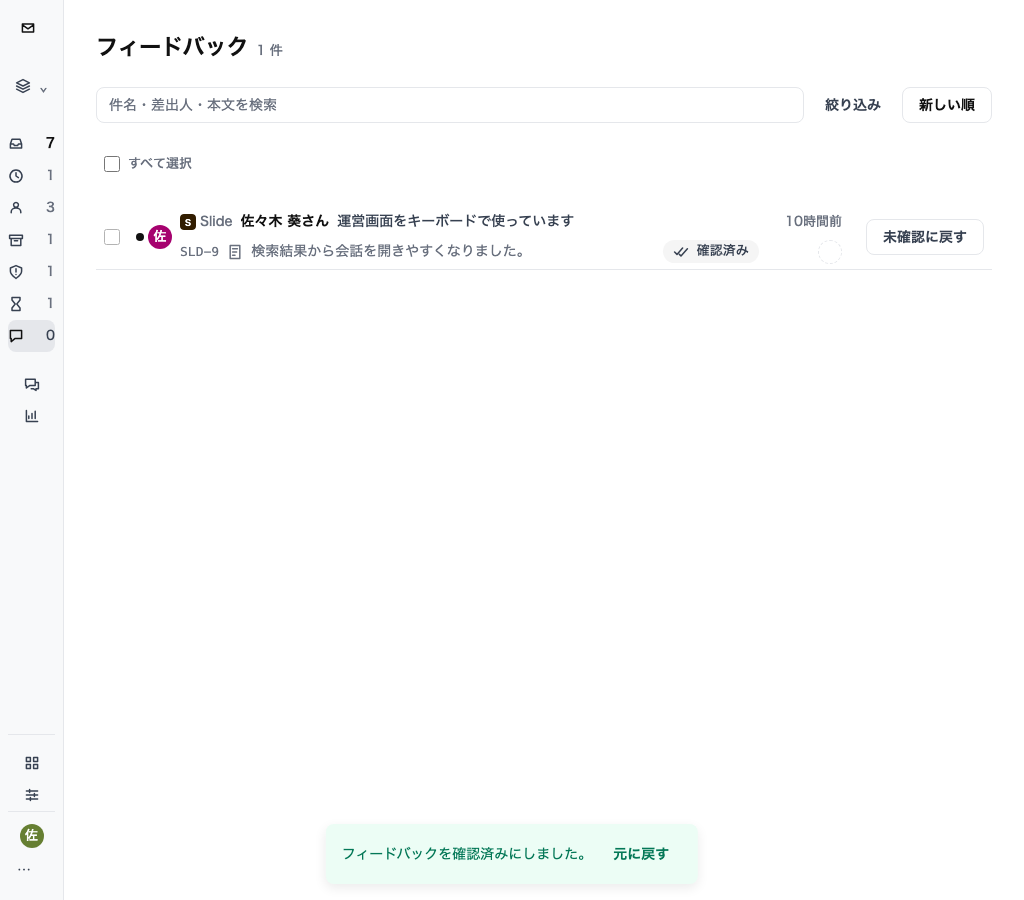 フィードバック 1 件
件名・差出人・本文を検索
絞り込み
新しい順
すべて選択
7
1
3
1
1
1
0
佐
S Slide 佐々木 葵さん 運営画面をキーボードで使っています
10時間前
SLD-9 検索結果から会話を開きやすくなりました。
確認済み
未確認に戻す
佐
フィードバックを確認済みにしました。 元に戻す